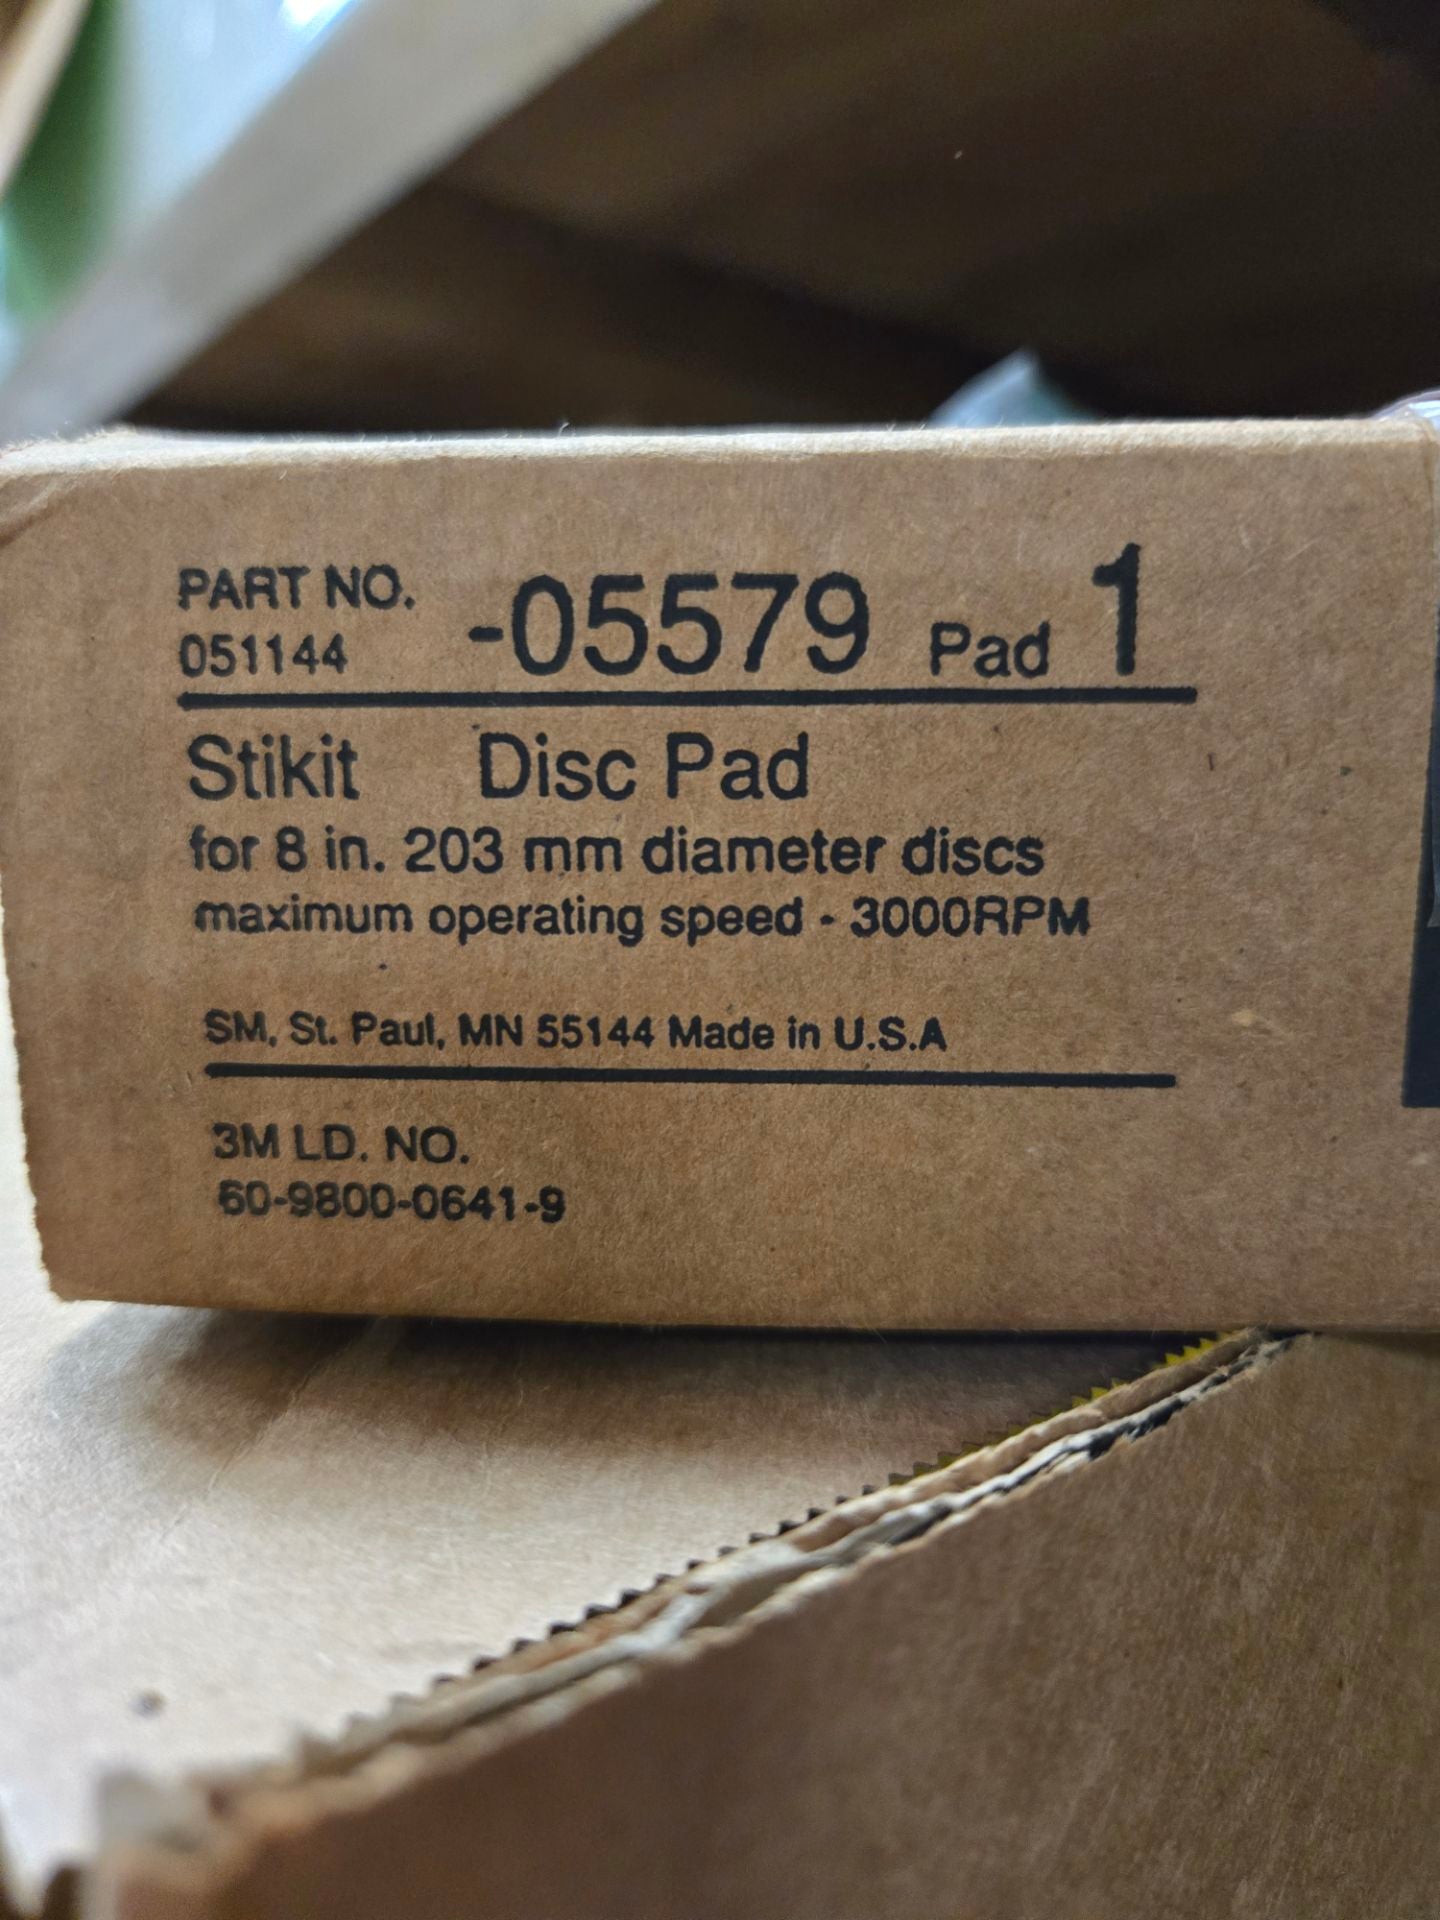 PART NO.
051144 -05579 Pad 1
Stikit Disc Pad
for 8 in. 203 mm diameter discs
maximum operating speed - 3000RPM
SM, St. Paul, MN 55144 Made in U.S.A
3M I.D. NO.
60-9800-0641-9